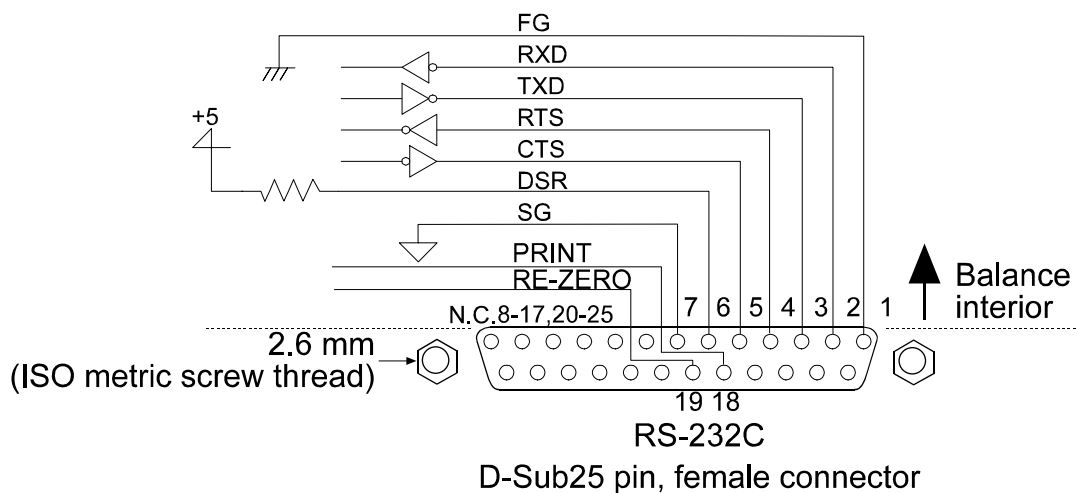 FG
RXD
TXD
+5
RTS
CTS
DSR
SG
PRINT
RE-ZERO
Balance
interior
N.C.8-17,20-25
7 6 5 4 3 2 1
2.6 mm
(ISO metric screw thread)
19 18
RS-232C
D-Sub25 pin, female connector